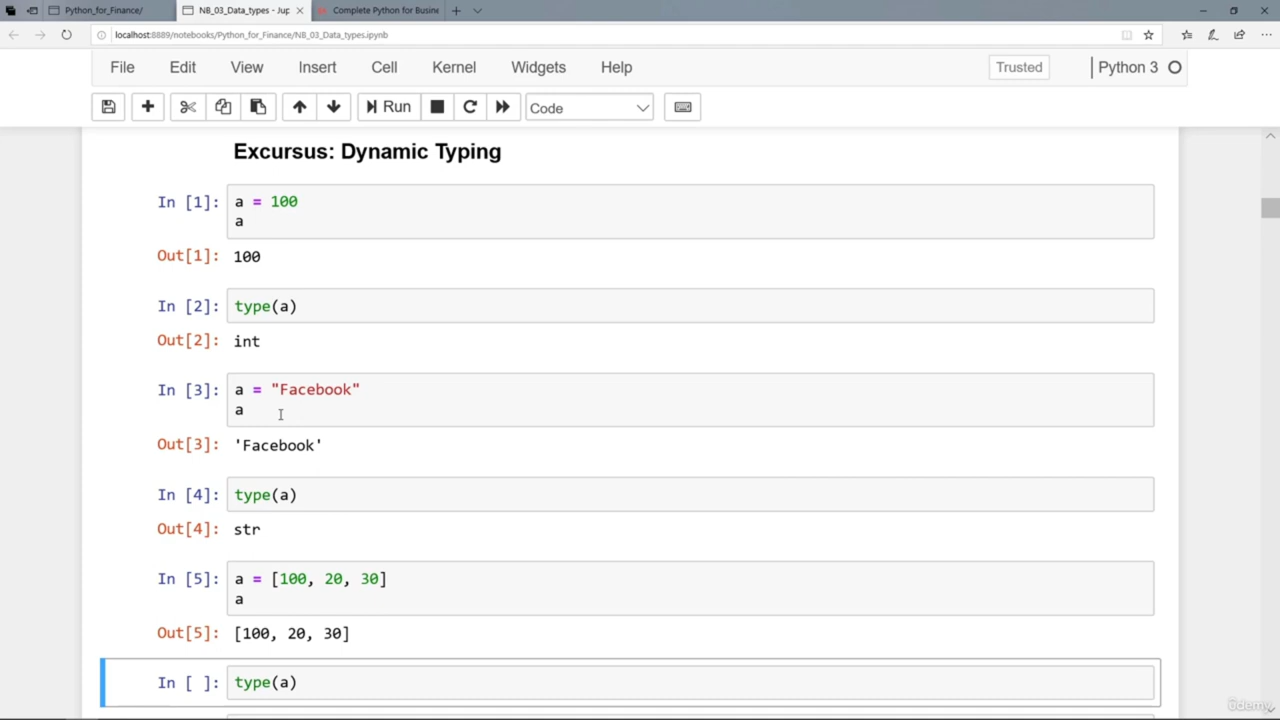 Python_for_Finance/
NB_03_Data_types - Jup
Complete Python for Busine
localhost:8889/notebooks/Python_for_Finance/NB_03_Data_types.ipynb
File Edit View Insert Cell Kernel Widgets Help Trusted Python 3
Run Code
Excursus: Dynamic Typing
In [1]: a = 100
a
Out[1]: 100
In [2]: type(a)
Out[2]: int
In [3]: a = "Facebook"
a
Out[3]: 'Facebook'
In [4]: type(a)
Out[4]: str
In [5]: a = [100, 20, 30]
a
Out[5]: [100, 20, 30]
In [ ]: type(a)
ûdemy